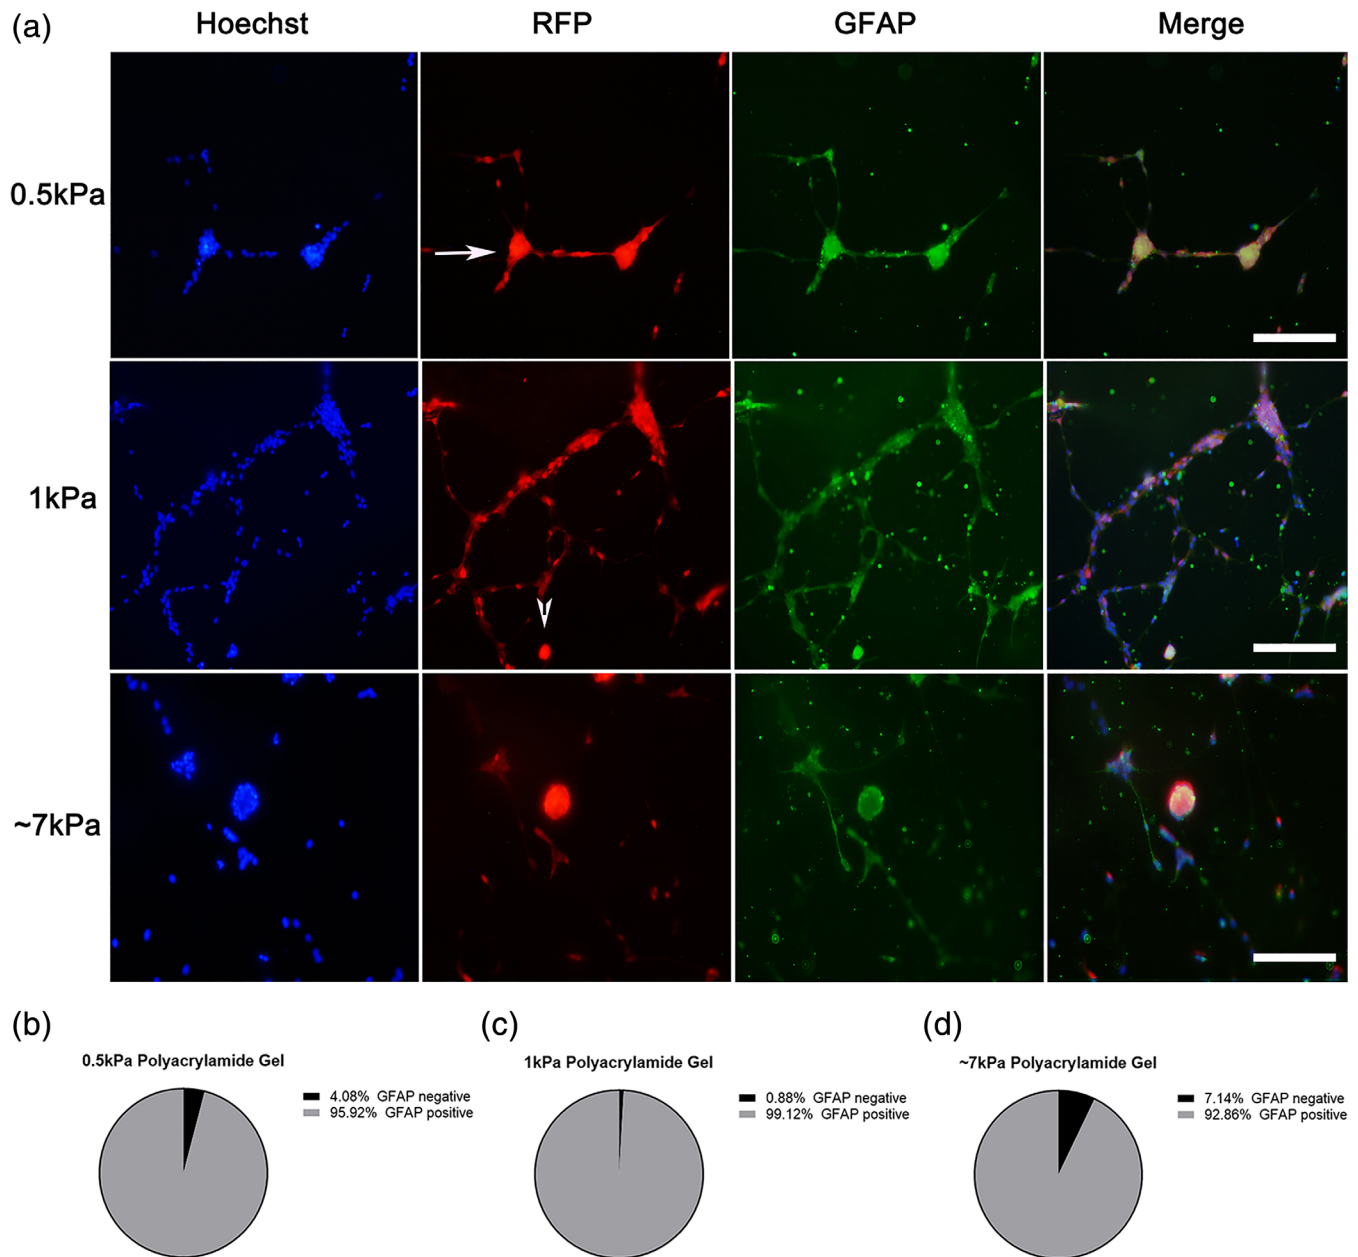 (a)
Hoechst
RFP
GFAP
Merge
0.5kPa
1kPa
~7kPa
(b)
(c)
(d)
0.5kPa Polyacrylamide Gel
4.08% GFAP negative
95.92% GFAP positive
1kPa Polyacrylamide Gel
0.88% GFAP negative
99.12% GFAP positive
~7kPa Polyacrylamide Gel
7.14% GFAP negative
92.86% GFAP positive